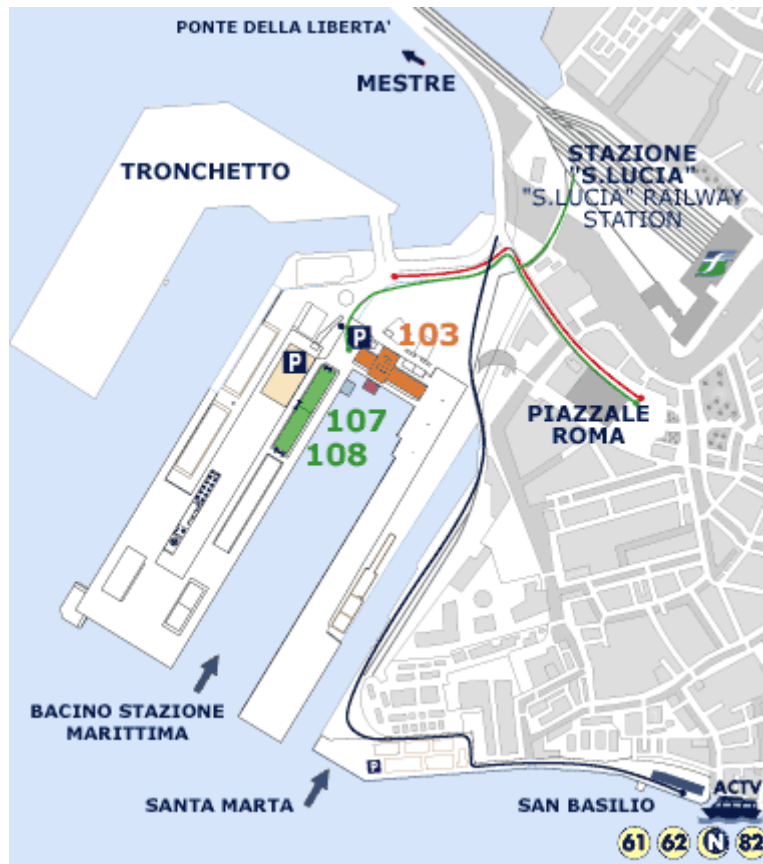 PONTE DELLA LIBERTA'
MESTRE
TRONCHETTO
STAZIONE
"S.LUCIA"
"S.LUCIA" RAILWAY
STATION
P
103
P
107
108
PIAZZALE
ROMA
BACINO STAZIONE
MARITTIMA
P
SANTA MARTA
SAN BASILIO
ACTV
61 62 N 82